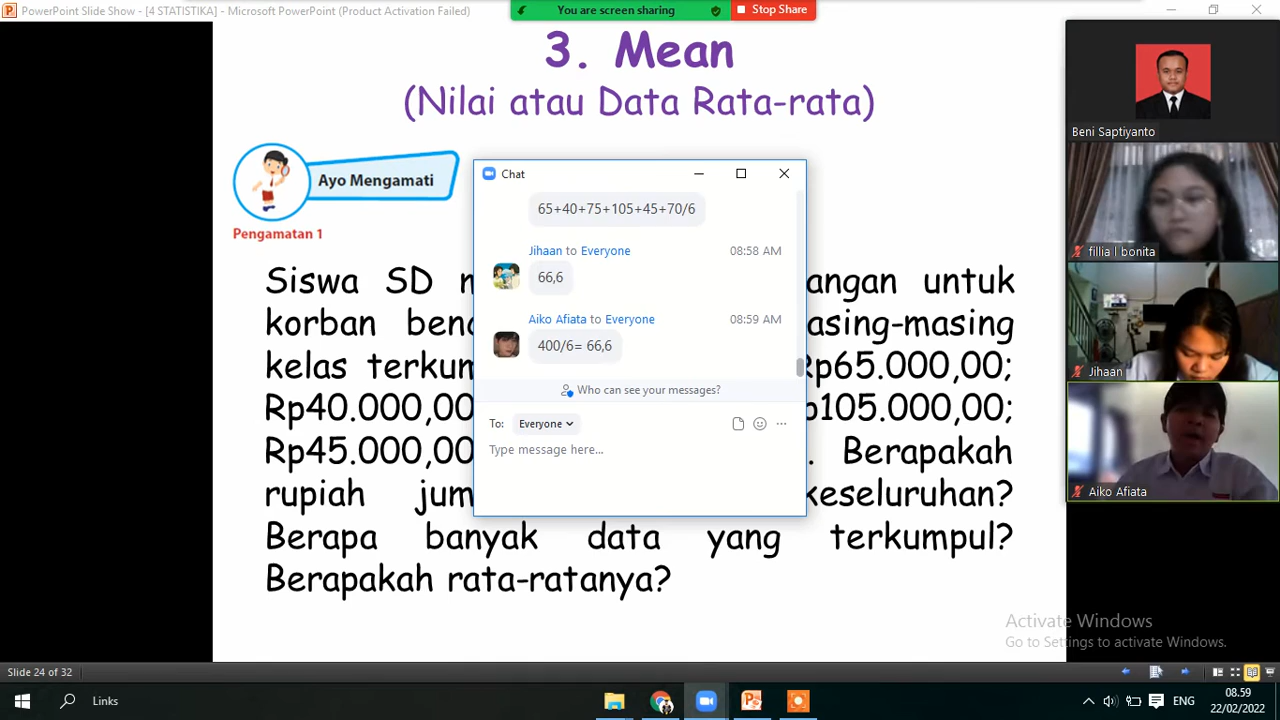 PowerPoint Slide Show - [4 STATISTIKA] - Microsoft PowerPoint (Product Activation Failed)
You are screen sharing
Stop Share
3. Mean
(Nilai atau Data Rata-rata)
Ayo Mengamati
Pengamatan 1
Siswa SD untuk
korban
kelas Rp65.000,00;
Rp40.000,00 105.000,00;
Rp45.000,00 . Berapakah
rupiah keseluruhan?
Berapa banyak data yang terkumpul?
Berapakah rata-ratanya?
Chat
65+40+75+105+45+70/6
Jihaan to Everyone 08:58 AM
66,6
Aiko Afiata to Everyone 08:59 AM
400/6= 66,6
Who can see your messages?
To: Everyone
Type message here...
Beni Saptiyanto
fillia l bonita
Jihaan
Aiko Afiata
Activate Windows
Go to Settings to activate Windows.
Slide 24 of 32
Links
ENG
08.59
22/02/2022